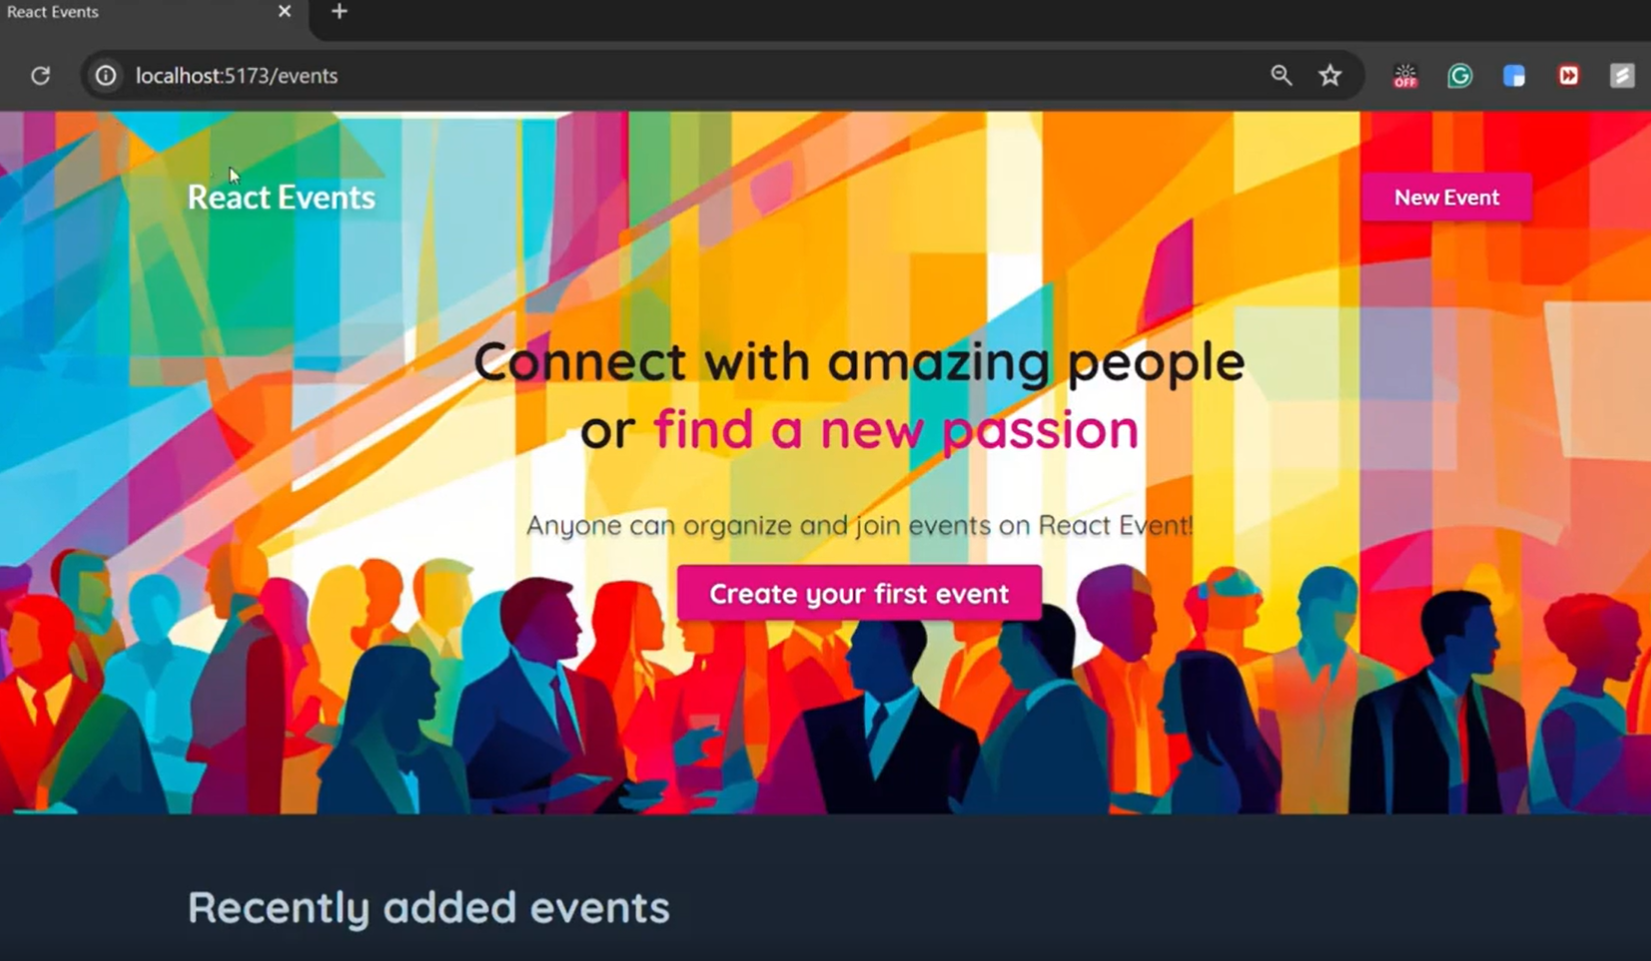 React Events
localhost:5173/events
OFF
React Events
New Event
Connect with amazing people
or find a new passion
Anyone can organize and join events on React Event!
Create your first event
Recently added events